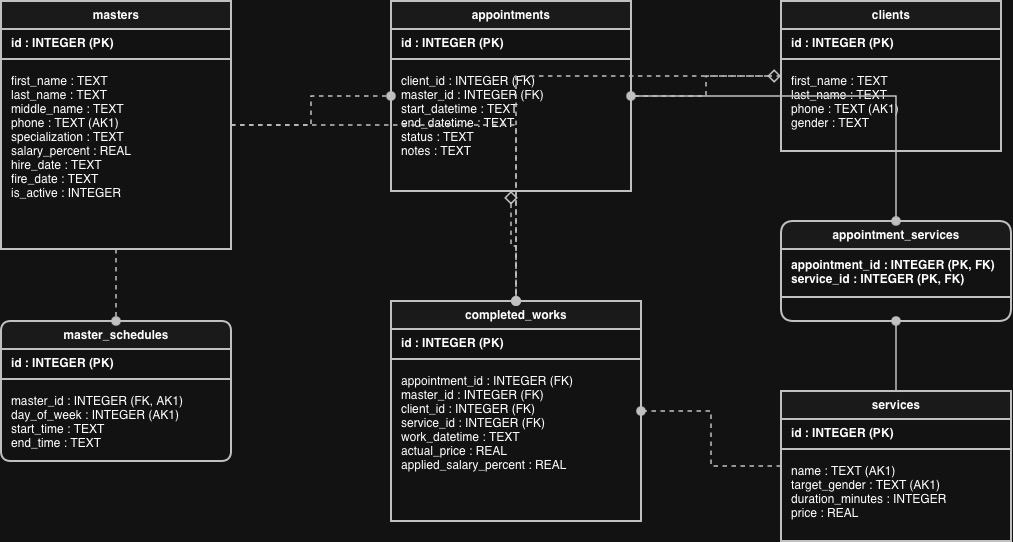 masters
id : INTEGER (PK)
first_name : TEXT
last_name : TEXT
middle_name : TEXT
phone : TEXT (AK1)
specialization : TEXT
salary_percent : REAL
hire_date : TEXT
fire_date : TEXT
is_active : INTEGER
appointments
id : INTEGER (PK)
client_id : INTEGER (FK)
master_id : INTEGER (FK)
start_datetime : TEXT
end_datetime : TEXT
status : TEXT
notes : TEXT
clients
id : INTEGER (PK)
first_name : TEXT
last_name : TEXT
phone : TEXT (AK1)
gender : TEXT
appointment_services
appointment_id : INTEGER (PK, FK)
service_id : INTEGER (PK, FK)
master_schedules
id : INTEGER (PK)
master_id : INTEGER (FK, AK1)
day_of_week : INTEGER (AK1)
start_time : TEXT
end_time : TEXT
completed_works
id : INTEGER (PK)
appointment_id : INTEGER (FK)
master_id : INTEGER (FK)
client_id : INTEGER (FK)
service_id : INTEGER (FK)
work_datetime : TEXT
actual_price : REAL
applied_salary_percent : REAL
services
id : INTEGER (PK)
name : TEXT (AK1)
target_gender : TEXT (AK1)
duration_minutes : INTEGER
price : REAL